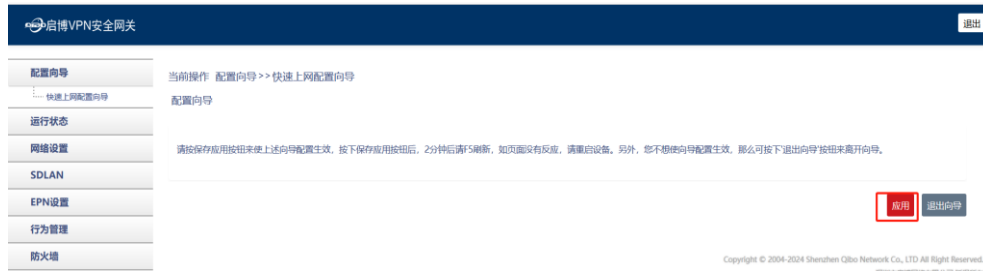 启博VPN安全网关
退出
配置向导
快速上网配置向导
运行状态
网络设置
SDLAN
EPN设置
行为管理
防火墙
当前操作 配置向导>>快速上网配置向导
配置向导
请按保存应用按钮来使上述向导配置生效，按下保存应用按钮后，2分钟后请F5刷新，如页面没有反应，请重启设备。另外，您不想使向导配置生效，那么可按下'退出向导'按钮来离开向导。
应用
退出向导
Copyright © 2004-2024 Shenzhen Qibo Network Co., LTD All Right Reserved.